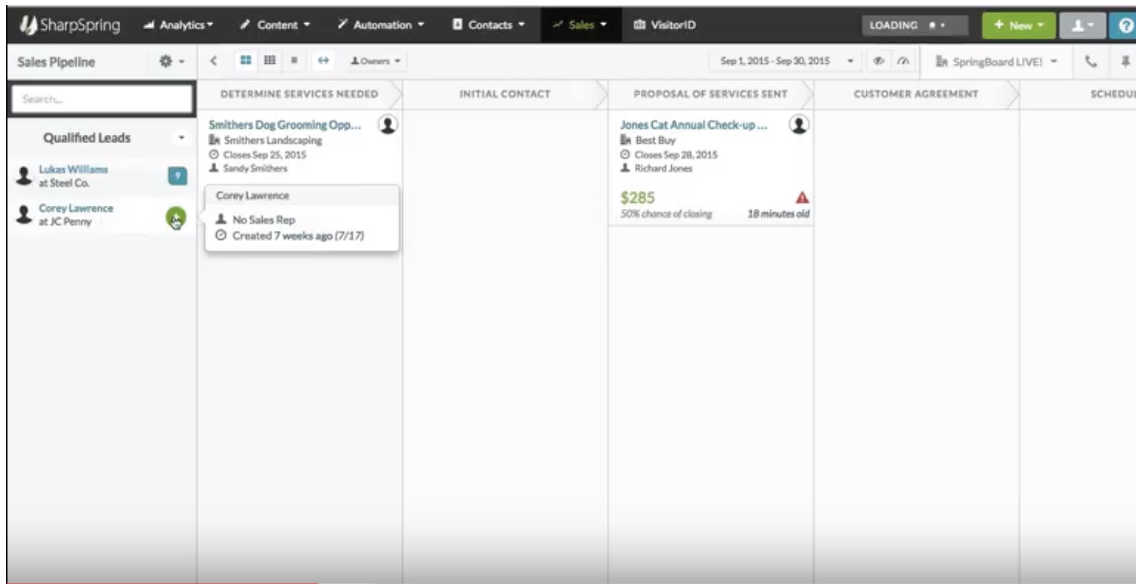 SharpSpring Analytics Content Automation Contacts Sales VisitorID LOADING + New ?
Sales Pipeline Owners Sep 1, 2015 - Sep 30, 2015 SpringBoard LIVE!
Search...
DETERMINE SERVICES NEEDED INITIAL CONTACT PROPOSAL OF SERVICES SENT CUSTOMER AGREEMENT SCHEDU
Qualified Leads
Lukas Williams
at Steel Co.
9
Corey Lawrence
at JC Penny
Smithers Dog Grooming Opp...
Smithers Landscaping
Closes Sep 25, 2015
Sandy Smithers
Corey Lawrence
No Sales Rep
Created 7 weeks ago (7/17)
Jones Cat Annual Check-up ...
Best Buy
Closes Sep 28, 2015
Richard Jones
$285
50% chance of closing 18 minutes old